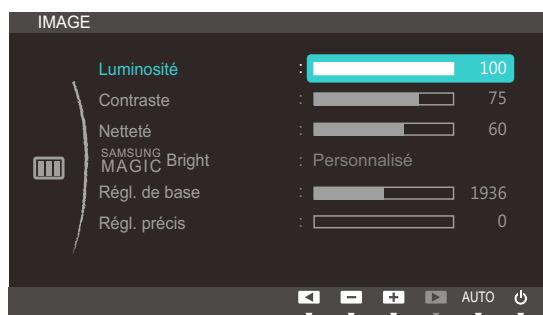 IMAGE
Luminosité : 100
Contraste : 75
Netteté : 60
SAMSUNG
MAGIC Bright : Personnalisé
Régl. de base : 1936
Régl. précis : 0
AUTO